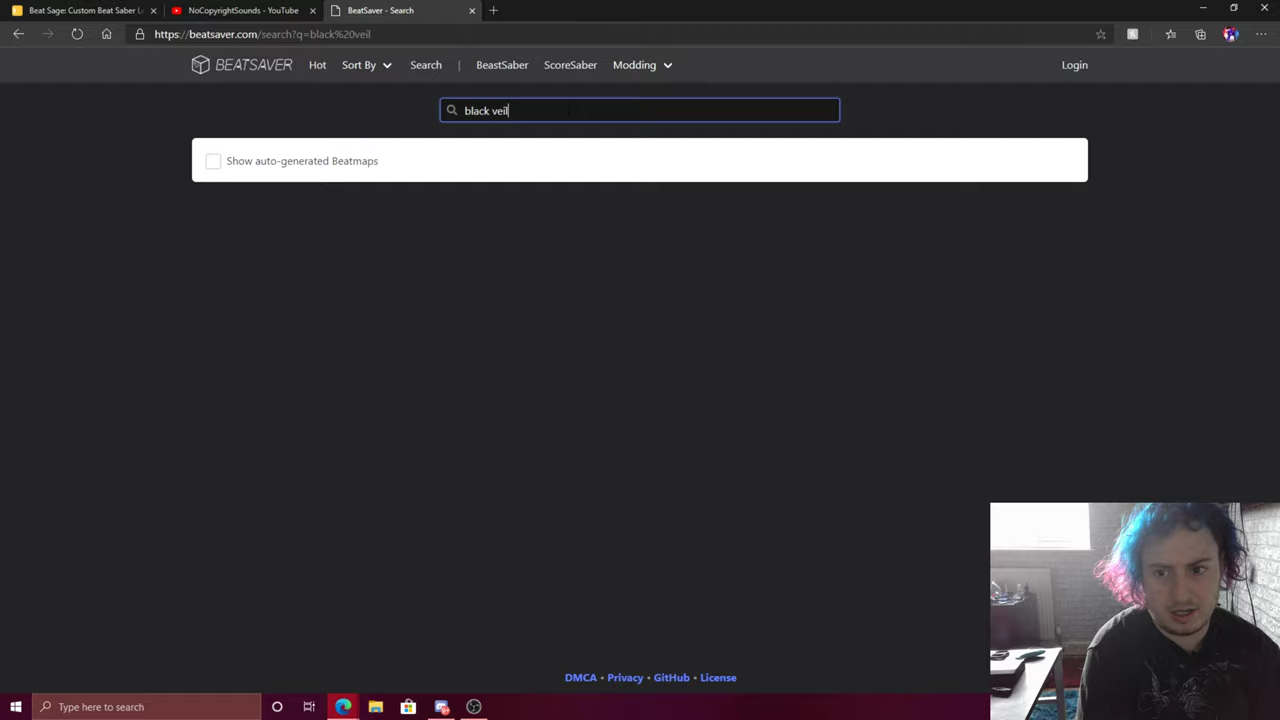 Beat Sage: Custom Beat Saber L
NoCopyrightSounds - YouTube
BeatSaver - Search
https://beatsaver.com/search?q=black%20veil
BEATSAVER
Hot
Sort By
Search
|
BeastSaber
ScoreSaber
Modding
Login
black veil
Show auto-generated Beatmaps
DMCA • Privacy • GitHub • License
Type here to search